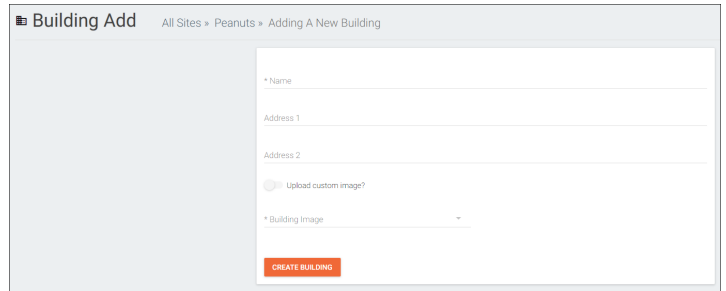 Building Add All Sites » Peanuts » Adding A New Building
* Name
Address 1
Address 2
Upload custom image?
* Building Image
CREATE BUILDING